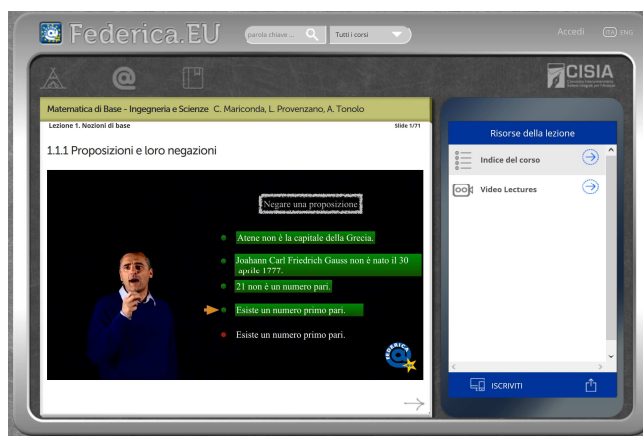 Federica.EU
parola chiave ...
Tutti i corsi
Accedi
ITA ENG
CISIA
Matematica di Base - Ingegneria e Scienze C. Mariconda, L. Provenzano, A. Tonolo
Lezione 1. Nozioni di base
Slide 1/71
1.1.1 Proposizioni e loro negazioni
Negare una proposizione
Atene non è la capitale della Grecia.
Joahann Carl Friedrich Gauss non è nato il 30
aprile 1777.
21 non è un numero pari.
Esiste un numero primo pari.
Esiste un numero primo pari.
FEDERICA
Risorse della lezione
Indice del corso
Video Lectures
ISCRIVITI